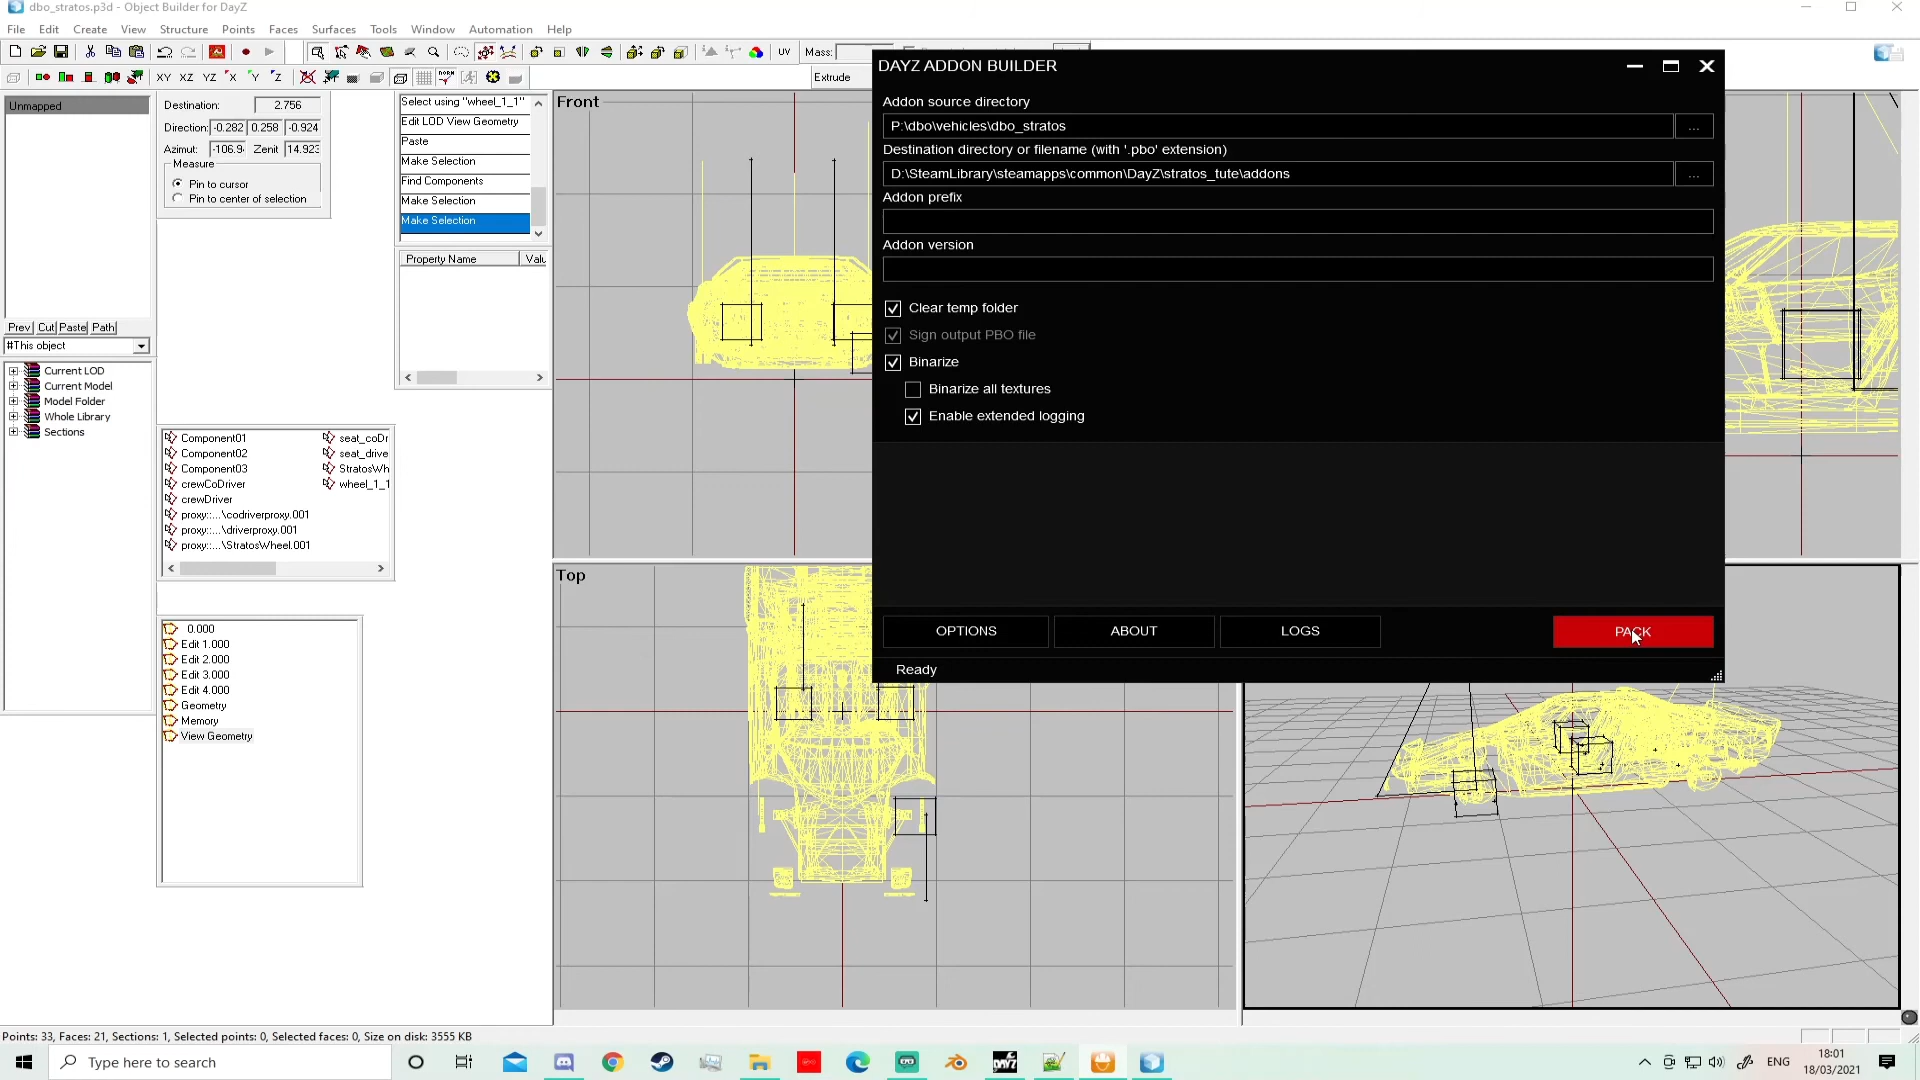 dbo_stratos.p3d - Object Builder for DayZ
File Edit Create View Structure Points Faces Surfaces Tools Window Automation Help
UV Mass:
XY XZ YZ X Y Z
Extrude
Unmapped
Prev Cut Paste Path
#This object
Current LOD
Current Model
Model Folder
Whole Library
Sections
Destination: 2.756
Direction: -0.282 0.258 -0.924
Azimut: -106.9 Zenit 14.923
Measure
Pin to cursor
Pin to center of selection
Select using "wheel_1_1"
Edit LOD View Geometry
Paste
Make Selection
Find Components
Make Selection
Make Selection
Property Name Valu
Component01
Component02
Component03
crewCoDriver
crewDriver
proxy:...\codriverproxy.001
proxy:...\driverproxy.001
proxy:...\StratosWheel.001
seat_coDr
seat_drive
StratosWh
wheel_1_1
0.000
Edit 1.000
Edit 2.000
Edit 3.000
Edit 4.000
Geometry
Memory
View Geometry
Front
Top
DAYZ ADDON BUILDER
Addon source directory
P:\dbo\vehicles\dbo_stratos
...
Destination directory or filename (with '.pbo' extension)
D:\SteamLibrary\steamapps\common\DayZ\stratos_tute\addons
...
Addon prefix
Addon version
Clear temp folder
Sign output PBO file
Binarize
Binarize all textures
Enable extended logging
OPTIONS ABOUT LOGS PACK
Ready
Points: 33, Faces: 21, Sections: 1, Selected points: 0, Selected faces: 0, Size on disk: 3555 KB
Type here to search
DAYZ
ENG
18:01
18/03/2021